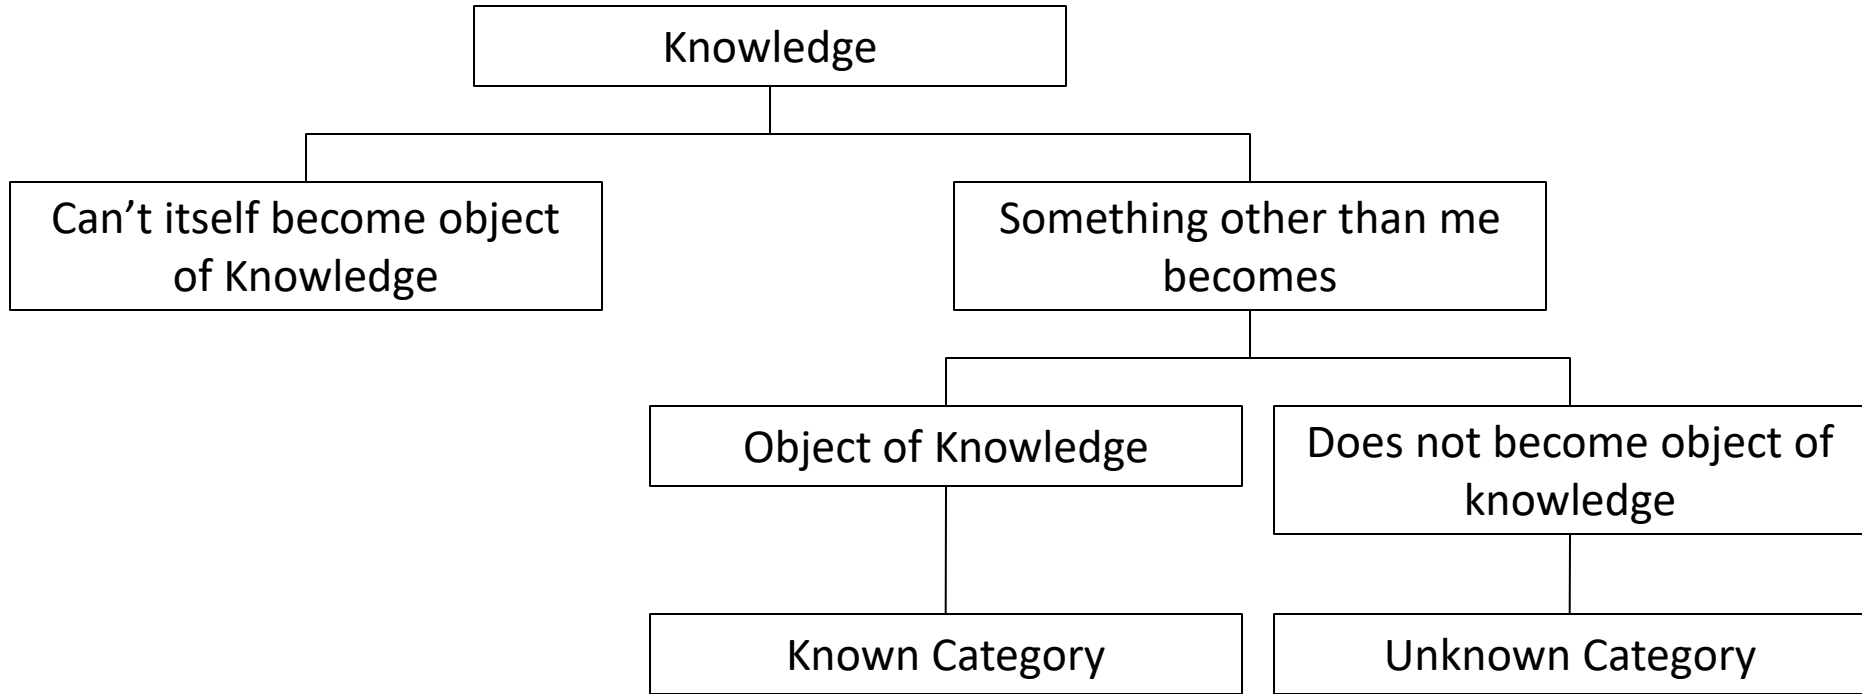 Knowledge
Can’t itself become object
of Knowledge
Something other than me
becomes
Object of Knowledge
Does not become object of
knowledge
Known Category
Unknown Category